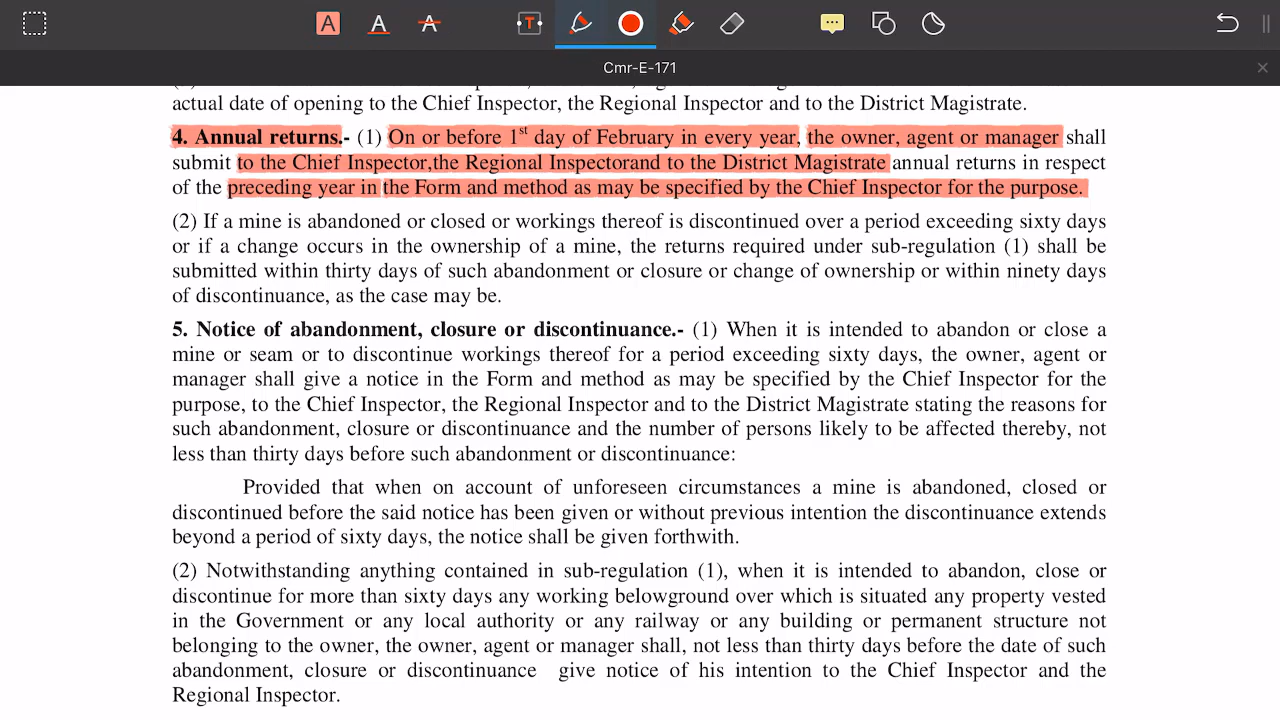 A A A T
Cmr-E-171
actual date of opening to the Chief Inspector, the Regional Inspector and to the District Magistrate.
4. Annual returns.- (1) On or before 1st day of February in every year, the owner, agent or manager shall
submit to the Chief Inspector,the Regional Inspectorand to the District Magistrate annual returns in respect
of the preceding year in the Form and method as may be specified by the Chief Inspector for the purpose.
(2) If a mine is abandoned or closed or workings thereof is discontinued over a period exceeding sixty days
or if a change occurs in the ownership of a mine, the returns required under sub-regulation (1) shall be
submitted within thirty days of such abandonment or closure or change of ownership or within ninety days
of discontinuance, as the case may be.
5. Notice of abandonment, closure or discontinuance.- (1) When it is intended to abandon or close a
mine or seam or to discontinue workings thereof for a period exceeding sixty days, the owner, agent or
manager shall give a notice in the Form and method as may be specified by the Chief Inspector for the
purpose, to the Chief Inspector, the Regional Inspector and to the District Magistrate stating the reasons for
such abandonment, closure or discontinuance and the number of persons likely to be affected thereby, not
less than thirty days before such abandonment or discontinuance:
Provided that when on account of unforeseen circumstances a mine is abandoned, closed or
discontinued before the said notice has been given or without previous intention the discontinuance extends
beyond a period of sixty days, the notice shall be given forthwith.
(2) Notwithstanding anything contained in sub-regulation (1), when it is intended to abandon, close or
discontinue for more than sixty days any working belowground over which is situated any property vested
in the Government or any local authority or any railway or any building or permanent structure not
belonging to the owner, the owner, agent or manager shall, not less than thirty days before the date of such
abandonment, closure or discontinuance give notice of his intention to the Chief Inspector and the
Regional Inspector.